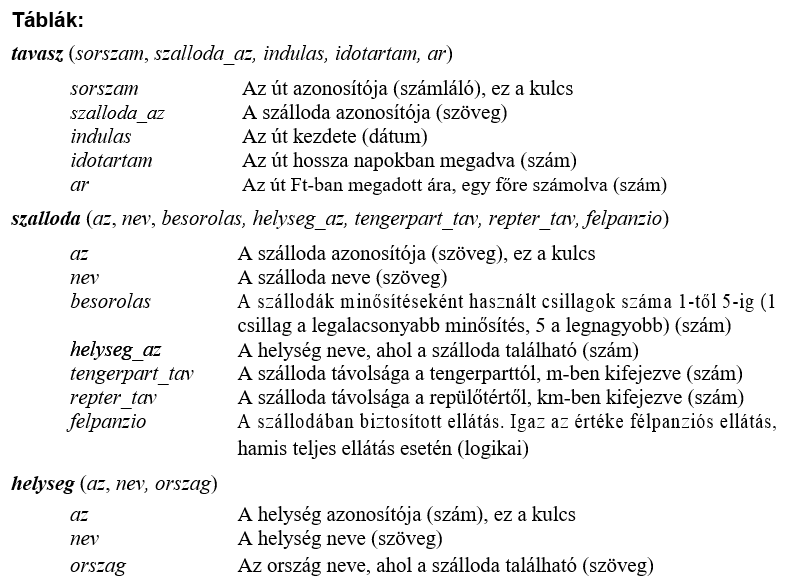 Táblák:
tavasz (sorszam, szalloda_az, indulas, idotartam, ar)
sorszam Az út azonosítója (számláló), ez a kulcs
szalloda_az A szálloda azonosítója (szöveg)
indulas Az út kezdete (dátum)
idotartam Az út hossza napokban megadva (szám)
ar Az út Ft-ban megadott ára, egy főre számolva (szám)
szalloda (az, nev, besorolas, helyseg_az, tengerpart_tav, repter_tav, felpanzio)
az A szálloda azonosítója (szöveg), ez a kulcs
nev A szálloda neve (szöveg)
besorolas A szállodák minősítéseként használt csillagok száma 1-től 5-ig (1
csillag a legalacsonyabb minősítés, 5 a legnagyobb) (szám)
helyseg_az A helység neve, ahol a szálloda található (szám)
tengerpart_tav A szálloda távolsága a tengerparttól, m-ben kifejezve (szám)
repter_tav A szálloda távolsága a repülőtértől, km-ben kifejezve (szám)
felpanzio A szállodában biztosított ellátás. Igaz az értéke félpanziós ellátás,
hamis teljes ellátás esetén (logikai)
helyseg (az, nev, orszag)
az A helység azonosítója (szám), ez a kulcs
nev A helység neve (szöveg)
orszag Az ország neve, ahol a szálloda található (szöveg)